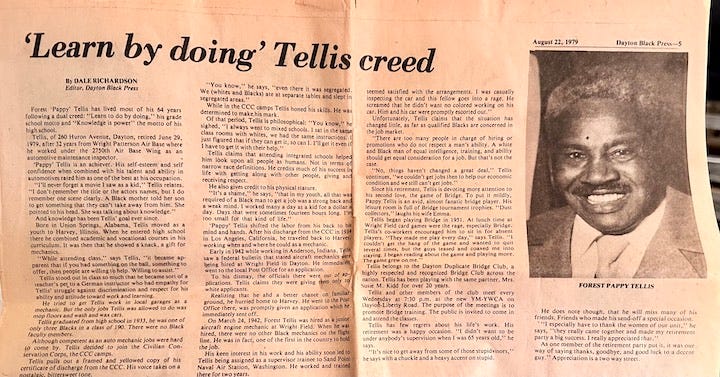 August 22, 1979
Dayton Black Press—5
'Learn by doing' Tellis creed
By DALE RICHARDSON
Editor, Dayton Black Press
Forest 'Pappy' Tellis has lived most of his 64 years
following a dual creed: "Learn to do by doing," his grade
school motto and "Knowledge is power" the motto of his
high school.
Tellis, of 260 Huron Avenue, Dayton, retired June 29,
1979, after 32 years from Wright Patterson Air Base where
he worked under the 2750th Air Base Wing as an
automotive maintenance inspector.
'Pappy' Tellis is an achiever. His self-esteem and self
confidence when combined with his talent and ability in
automotives rated him as one of the best at his occupation.
"I'll never forget a movie I saw as a kid," Tellis relates.
"I don't remember the title or the actors in it, but I do
remember one scene clearly. A Black mother told her son
to get something that they can't take away from him. She
pointed to his head. She was talking about knowledge."
And knowledge has been Tellis' goal ever since.
Born in Union Springs, Alabama, Tellis moved as a
youth to Harvey, Illinois. When he entered high school
there he combined academic and vocational courses in his
curriculum. It was then that he showed a knack, a gift for
mechanics.
"While attending class," says Tellis, "it became ap-
parent that if you had something on the ball, something to
offer, then people are willing to help. Willing to assist."
Tellis stood out in class so much that he became sort of a
teacher's pet to a German instructor who had empathy for
Tellis' struggle against discrimination and respect for his
ability and attitude toward work and learning.
He tried to get Tellis work in local garages as a
mechanic. But the only jobs Tellis was allowed to do was
mop floors and wash and wax cars.
Tellis graduated from high school in 1933, he was one of
only three Blacks in a class of 190. There were no Black
faculty members.
Although competent as an auto mechanic jobs were hard
to come by. Tellis decided to join the Civilian Con-
servation Corps, the CCC camps.
Tellis pulls out a framed and yellowed copy of his
certificate of discharge from the CCC. His voice takes on a
nostalgic, bittersweet tone.
"You know," he says, "even there it was segregated.
We (whites and Blacks) ate at separate tables and slept in
segregated areas."
While in the CCC camps Tellis honed his skills. He was
determined to make his mark.
Of that period, Tellis is philosophical: "You know," he
"I always went to mixed schools. I sat in the same
class rooms with whites, we had the same instructors. I
just figured that if they can get it, so can I. I'll get it even if
I have to get it with their help."
Tellis claims that attending integrated schools helped
him look upon all people as human. Not in terms of
narrow race definitions. He credits much of his success in
life with getting along with other people, giving and
receiving respect.
He also gives credit to his physical stature.
"It's a shame," he says, "that in my youth, all that was
required of a Black man to get a job was a strong back and
a weak mind. I worked many a day as a kid for a dollar a
day. Days that were sometimes fourteen hours long. I'm
too small for that kind of life."
'Pappy' Tellis shifted the labor from his back to his
mind and hands. After his discharge from the CCC in 1938
in Los Angeles, California, he returned back to Harvey,
working when and where he could as a mechanic.
Early in 1942 while working in Anderson, Indiana, Tellis
saw a federal bulletin that stated aircraft mechanics were
being hired at Wright Field in Dayton. He immediately
went to the local Post Office for an application.
To his dismay, the officials there were out of ap-
plications. Tellis claims they were giving them only to
white applicants.
Realizing that he and a better chance on familiar
ground, he hurried home to Harvey. He went to the Post
Office there, was promptly given an application which he
immediately sent off.
On March 24, 1942, Forest Tellis was hired as a junior
aircraft engine mechanic at Wright Field. When he was
hired, there were no other Black mechanics on the flight
line. He was in fact, one of the first in the country to hold
the job.
His keen interest in his work and his ability soon led to
Tellis being assigned as a supervisor trainee to Sand Point
Naval Air Station, Washington. He worked and trained
there for two years.
seemed satisfied with the arrangements. I was casually
inspecting the car and this fellow goes into a rage. He
screamed that he didn't want no colored working on his
car. Him and his car were promptly escorted out."
Unfortunately, Tellis claims that the situation has
changed little, as far as qualified Blacks are concerned in
the job market.
"There are too many people in charge of hiring or
promotions who do not respect a man's ability. A white
and Black man of equal intelligence, training, and ability
should get equal consideration for a job. But that's not the
case.
"No, things haven't changed a great deal," Tellis
continues, "we couldn't get jobs then to help our economic
condition and we still can't get jobs."
Since his retirement, Tellis is devoting more attention to
his second love, the game of Bridge. To put it mildly,
Pappy Tellis is an avid, almost fanatic bridge player. His
leisure room is full of Bridge tournament trophies. "Dust
collectors," laughs his wife Emma.
Tellis began playing Bridge in 1951. At lunch time at
Wright Field card games were the rage, especially Bridge.
Tellis's coworkers encouraged him to sit in for absent
players. "They made me play every day," said Tellis. "I
couldn't get the hang of the game and wanted to quit
several times, but the guys teased and coaxed me into
staying. I began reading about the game and playing more.
The game grew on me."
Tellis belongs to the Dayton Duplicate Bridge Club, a
highly respected and recognized Bridge Club across the
nation. Tellis has been playing with the same partner, Mrs.
Susie M. Kidd for over 20 years.
Tellis and other members of the club meet every
Wednesday at 7:30 p.m. at the new YM-YWCA on
Gaylod-Liberty Road. The purpose of the meetings is to
promote Bridge training. The public is invited to come in
and attend the classes.
Tellis has few regrets about his life's work. His
retirement was a happy occasion. "I didn't want to be
under anybody's supervision when I was 65 years old," he
says.
"It's nice to get away from some of those stupidvisors," he
says with a chuckle and a heavy accent on stupid.
FOREST PAPPY TELLIS
He does note though, that he will miss many of his
friends. Friends who made his send-off a special occasion.
"I especially have to thank the women of our unit," he
says, "they really came together and made my retirement
party a big success. I really appreciated that."
As one number of the retirement party put it, it was our
way of saying thanks, goodbye, and good luck to a decent
guy." Appreciation is a two way street.